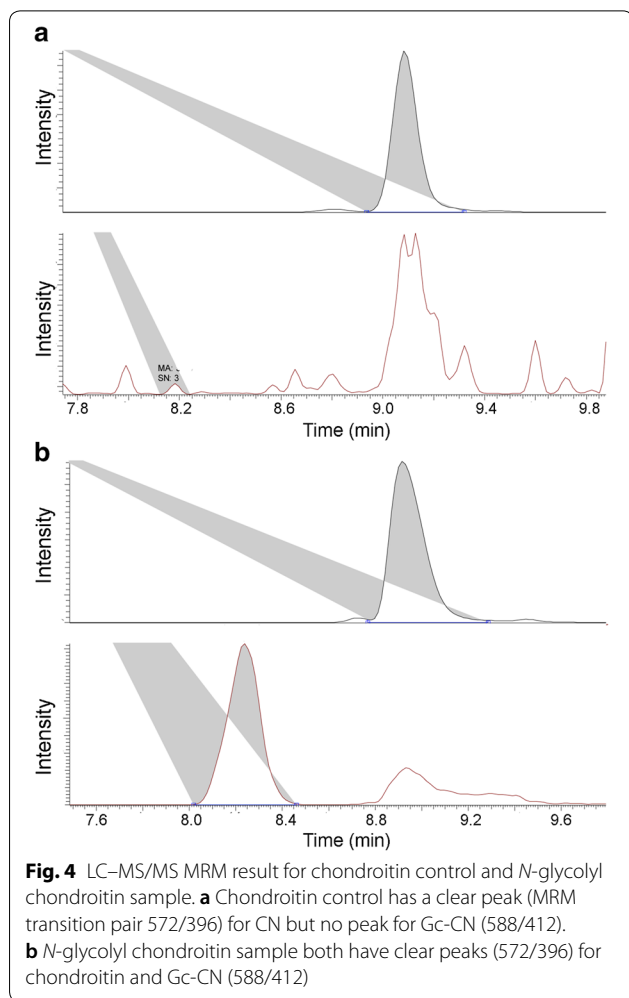 a
Intensity
Intensity
MA:
SN: 3
7.8 8.2 8.6 9.0 9.4 9.8
Time (min)
b
Intensity
Intensity
7.6 8.0 8.4 8.8 9.2 9.6
Time (min)
Fig. 4 LC–MS/MS MRM result for chondroitin control and N-glycolyl
chondroitin sample. a Chondroitin control has a clear peak (MRM
transition pair 572/396) for CN but no peak for Gc-CN (588/412).
b N-glycolyl chondroitin sample both have clear peaks (572/396) for
chondroitin and Gc-CN (588/412)